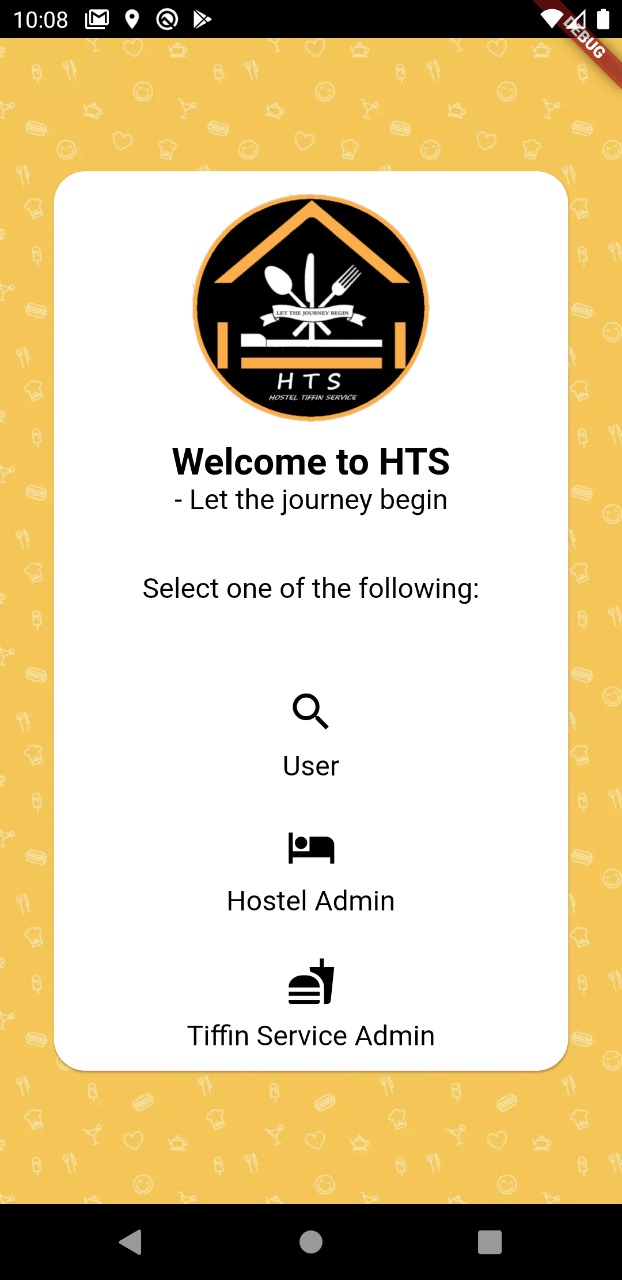 10:08
DEBUG
LET THE JOURNEY BEGIN
HTS
HOSTEL TIFFIN SERVICE
Welcome to HTS
- Let the journey begin
Select one of the following:
User
Hostel Admin
Tiffin Service Admin